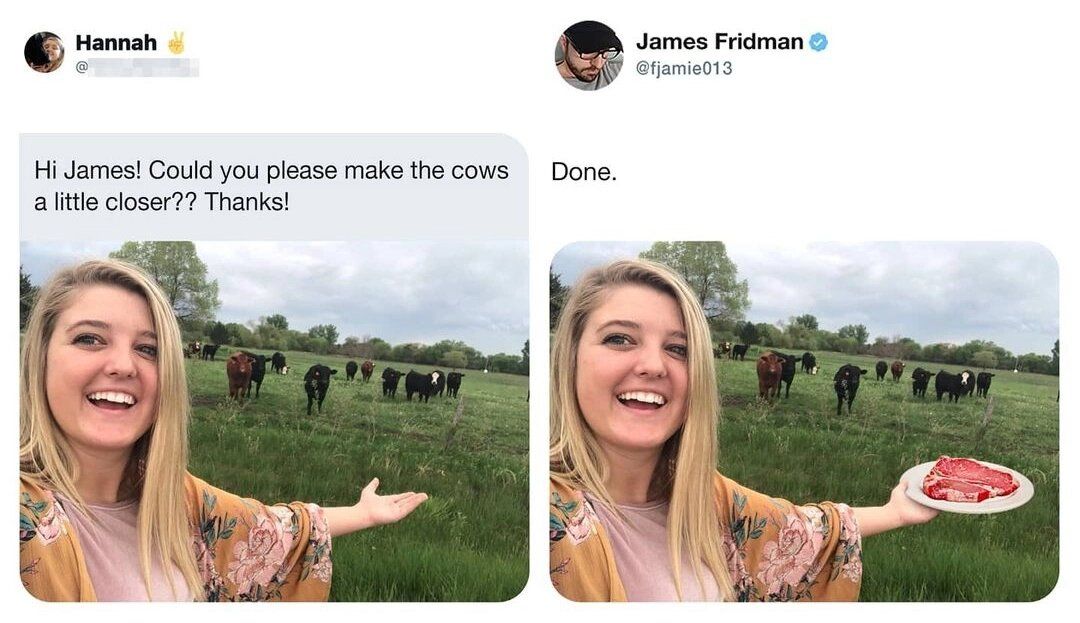 Hannah ✌
@
Hi James! Could you please make the cows
a little closer?? Thanks!
James Fridman
@fjamie013
Done.